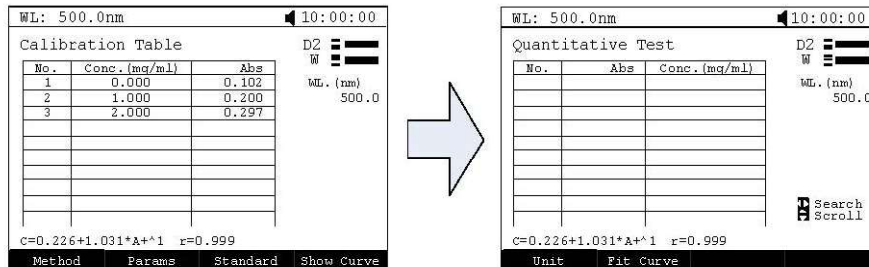 WL: 500.0nm 10:00:00
Calibration Table D2
W
No. Conc.(mg/ml) Abs
1 0.000 0.102
2 1.000 0.200
3 2.000 0.297
WL.(nm)
500.0
C=0.226+1.031*A+^1 r=0.999
Method Params Standard Show Curve
WL: 500.0nm 10:00:00
Quantitative Test D2
W
No. Abs Conc.(mg/ml)
WL.(nm)
500.0
Search
Scroll
C=0.226+1.031*A+^1 r=0.999
Unit Fit Curve